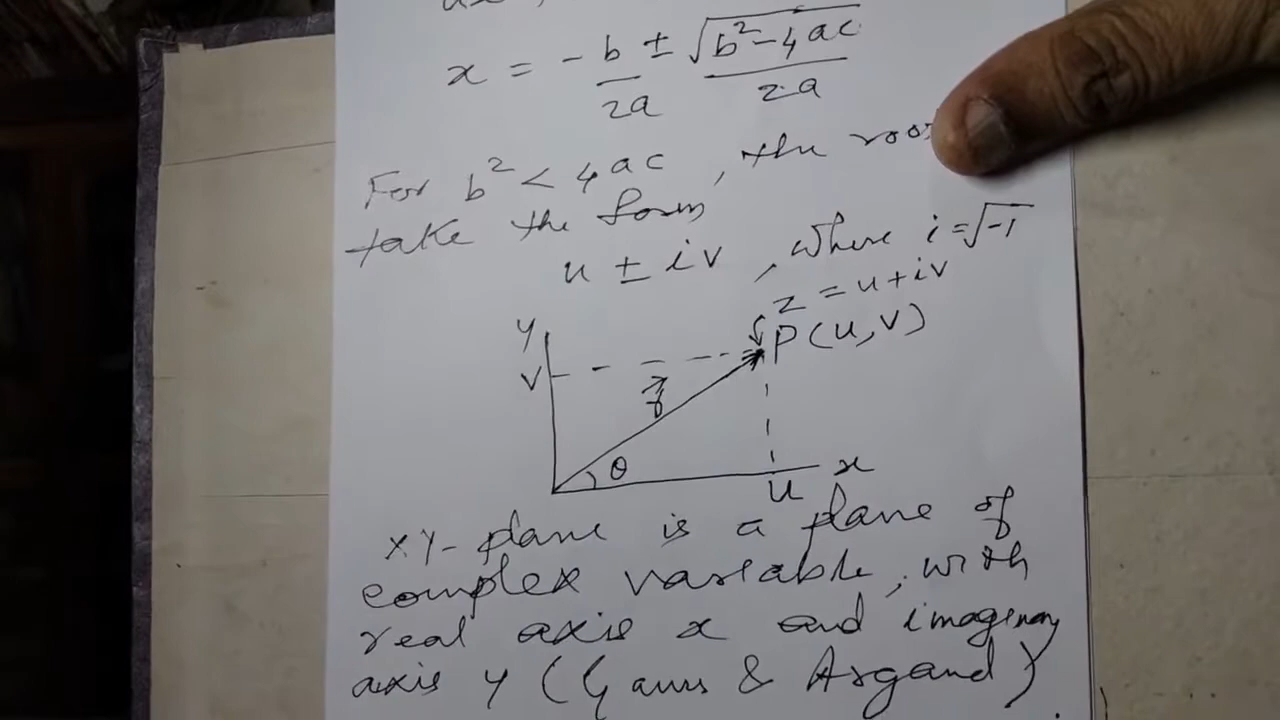 x = -b/2a ± √(b² - 4ac)/2a
For b² < 4ac, the
take the form
u ± iv, where i = √-1
z = u + iv
y
P(u, v)
v
θ
x
u
XY-plane is a plane of
complex variable, with
real axis x and imaginary
axis y (Gauss & Argand)